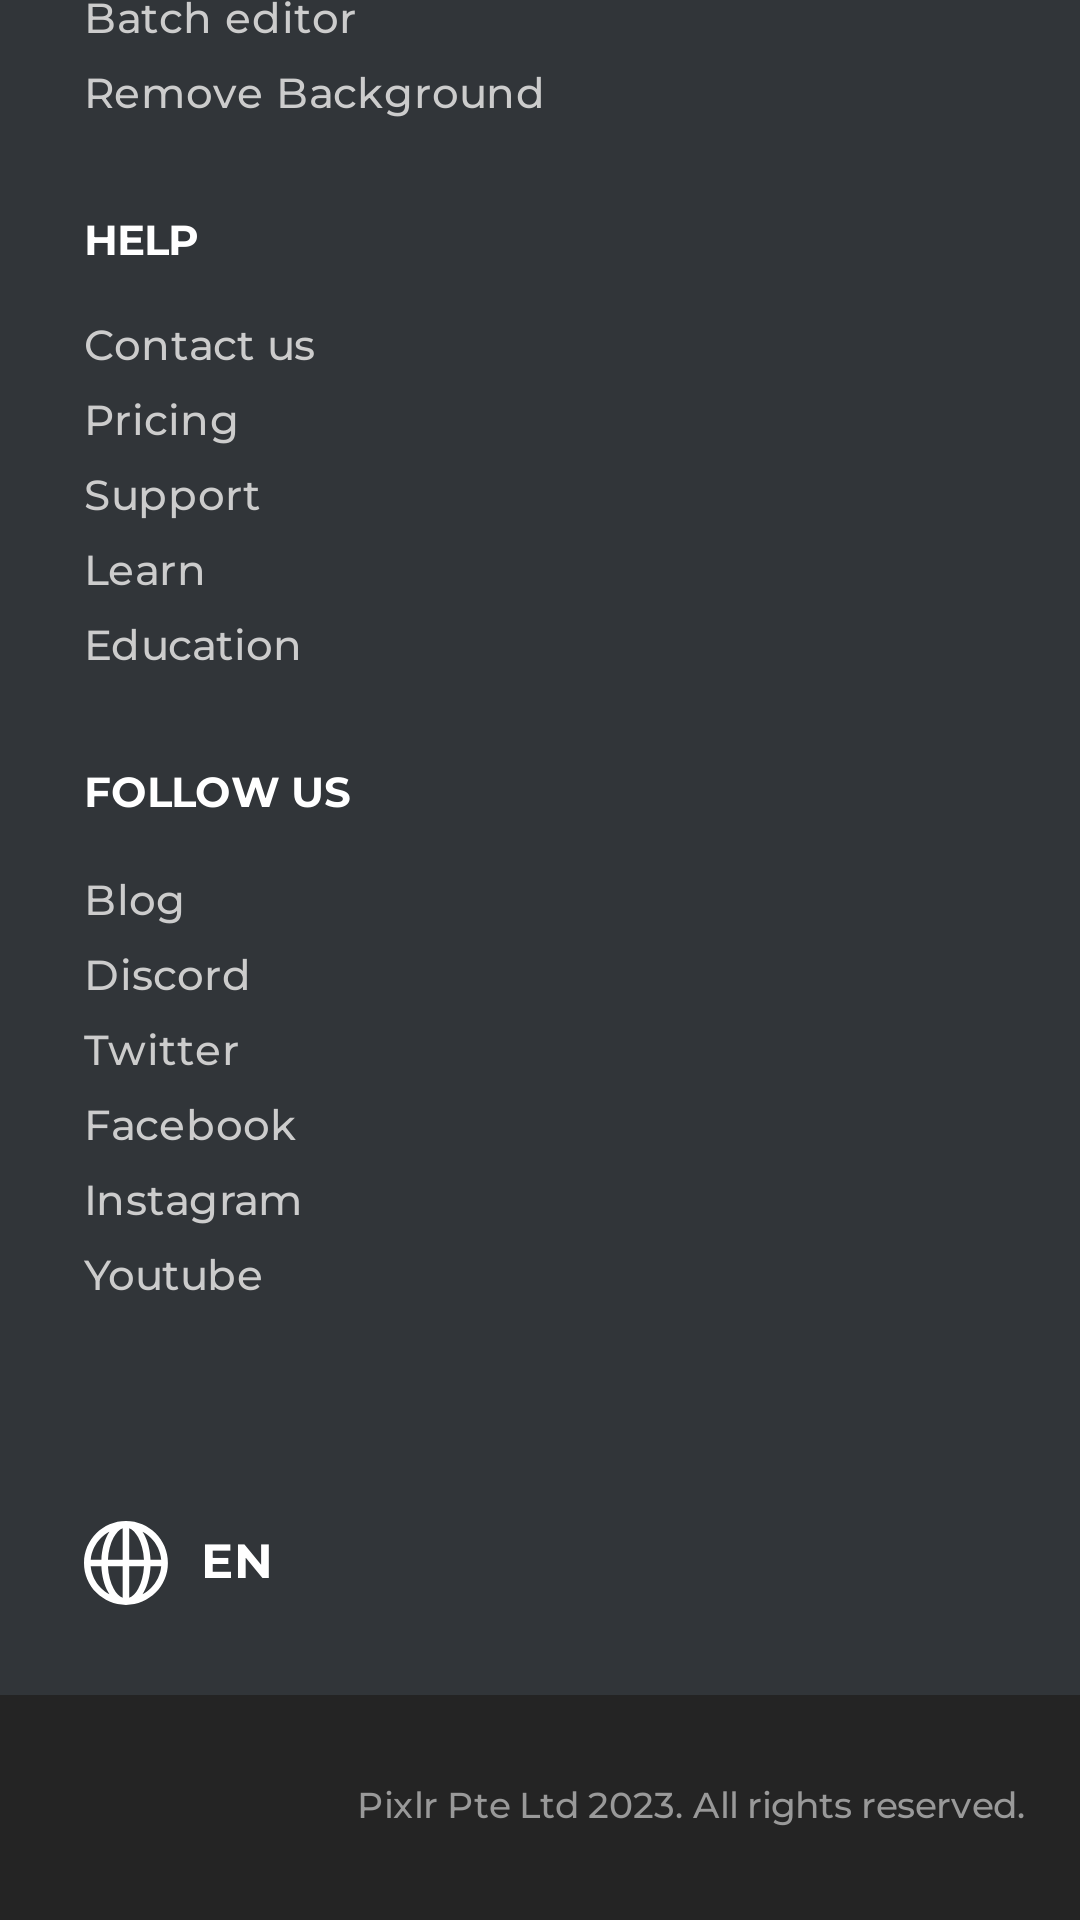 Batch editor
Remove Background
HELP
Contact us
Pricing
Support
Learn
Education
FOLLOW US
Blog
Discord
Twitter
Facebook
Instagram
Youtube
EN
Pixlr Pte Ltd 2023. All rights reserved.